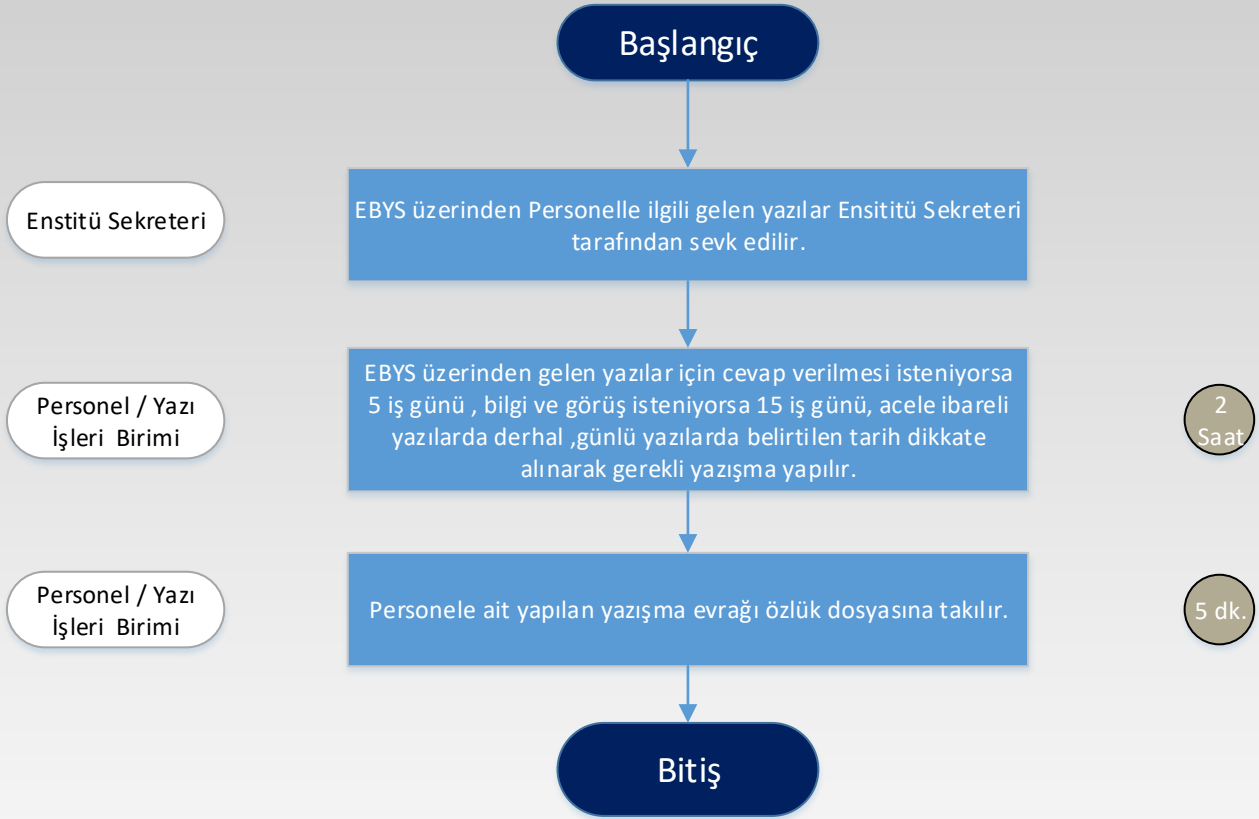 Başlangıç
Enstitü Sekreteri
EBYS üzerinden Personelle ilgili gelen yazılar Ensititü Sekreteri
tarafından sevk edilir.
Personel / Yazı
İşleri Birimi
EBYS üzerinden gelen yazılar için cevap verilmesi isteniyorsa
5 iş günü , bilgi ve görüş isteniyorsa 15 iş günü, acele ibareli
yazılarda derhal ,günlü yazılarda belirtilen tarih dikkate
alınarak gerekli yazışma yapılır.
2
Saat
Personel / Yazı
İşleri Birimi
Personele ait yapılan yazışma evrağı özlük dosyasına takılır.
5 dk.
Bitiş